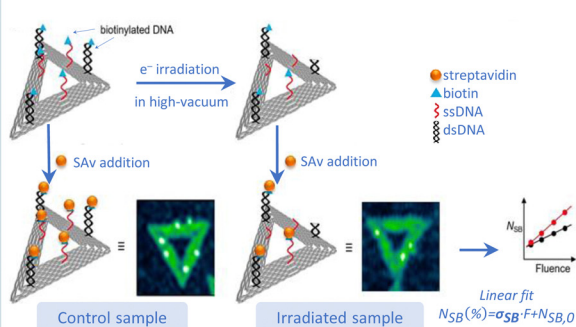 biotinylated DNA
e⁻ irradiation
in high-vacuum
streptavidin
biotin
ssDNA
dsDNA
SAv addition
SAv addition
≡
≡
N_SB
Fluence
Control sample
Irradiated sample
Linear fit
N_SB(%)=σ_SB·F+N_SB,0